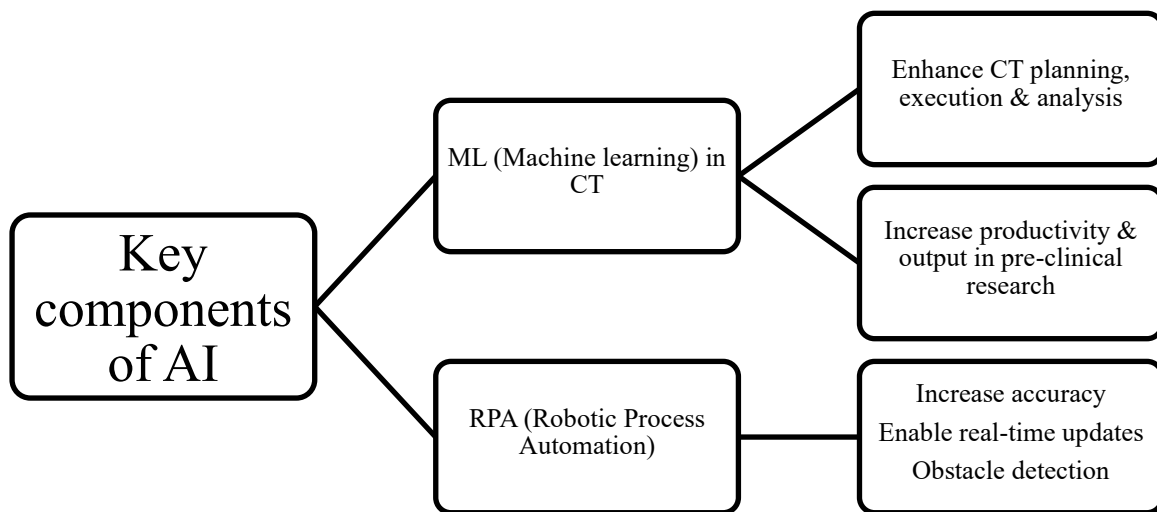 Key
components
of AI
ML (Machine learning) in
CT
Enhance CT planning,
execution & analysis
Increase productivity &
output in pre-clinical
research
RPA (Robotic Process
Automation)
Increase accuracy
Enable real-time updates
Obstacle detection